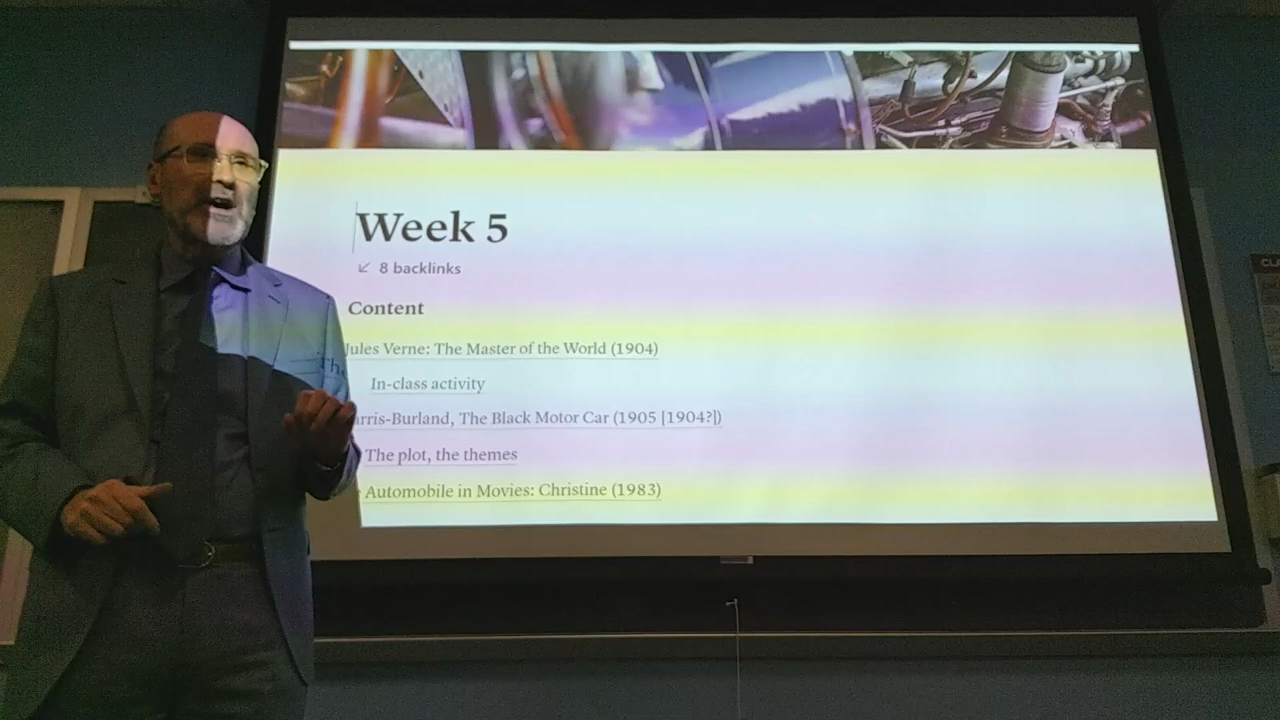 Week 5
↙ 8 backlinks
Content
Jules Verne: The Master of the World (1904)
In-class activity
rris-Burland, The Black Motor Car (1905 [1904?])
The plot, the themes
Automobile in Movies: Christine (1983)